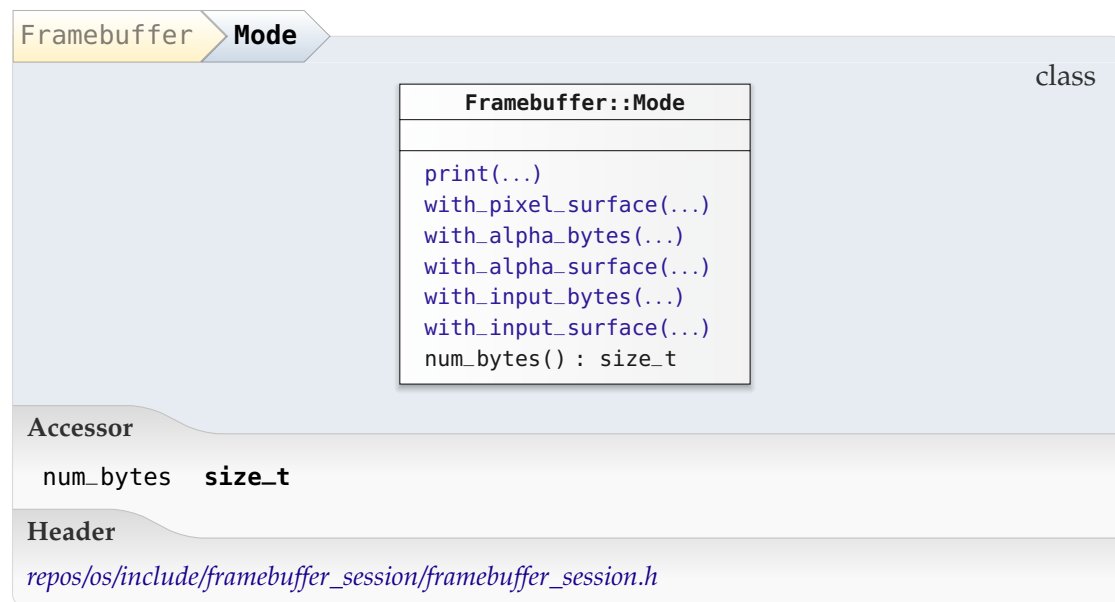 Framebuffer Mode
class
Framebuffer::Mode
print(...)
with_pixel_surface(...)
with_alpha_bytes(...)
with_alpha_surface(...)
with_input_bytes(...)
with_input_surface(...)
num_bytes() : size_t
Accessor
num_bytes size_t
Header
repos/os/include/framebuffer_session/framebuffer_session.h